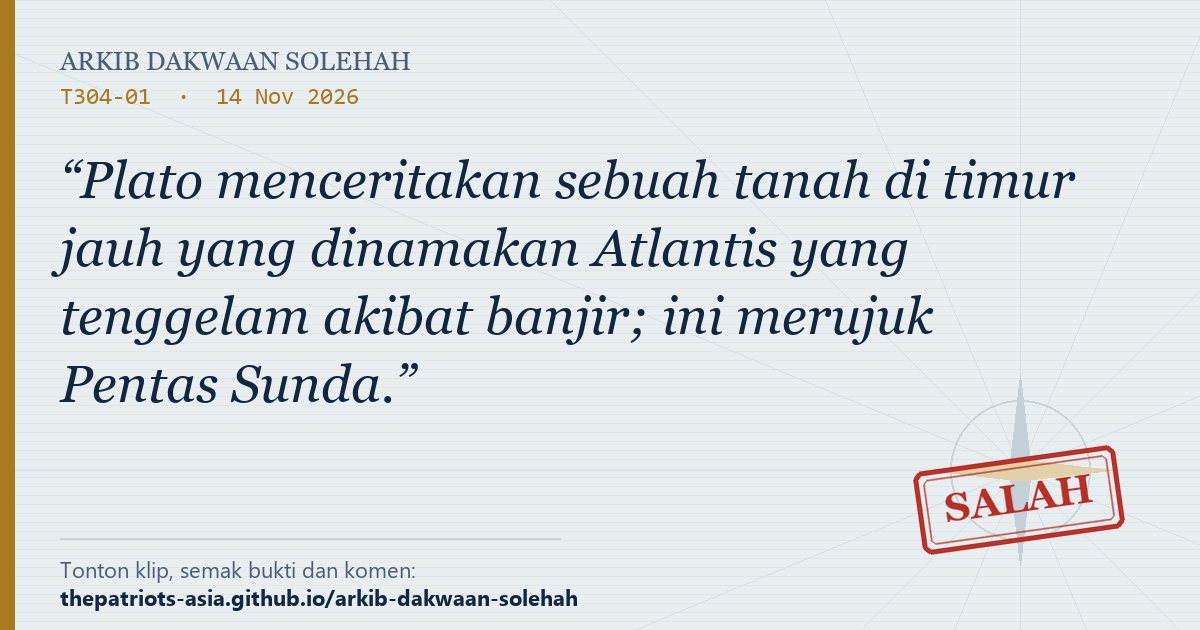 ARKIB DAKWAAN SOLEHAH
T304-01 · 14 Nov 2026
“Plato menceritakan sebuah tanah di timur
jauh yang dinamakan Atlantis yang
tenggelam akibat banjir; ini merujuk
Pentas Sunda.”
SALAH
Tonton klip, semak bukti dan komen:
thepatriots-asia.github.io/arkib-dakwaan-solehah